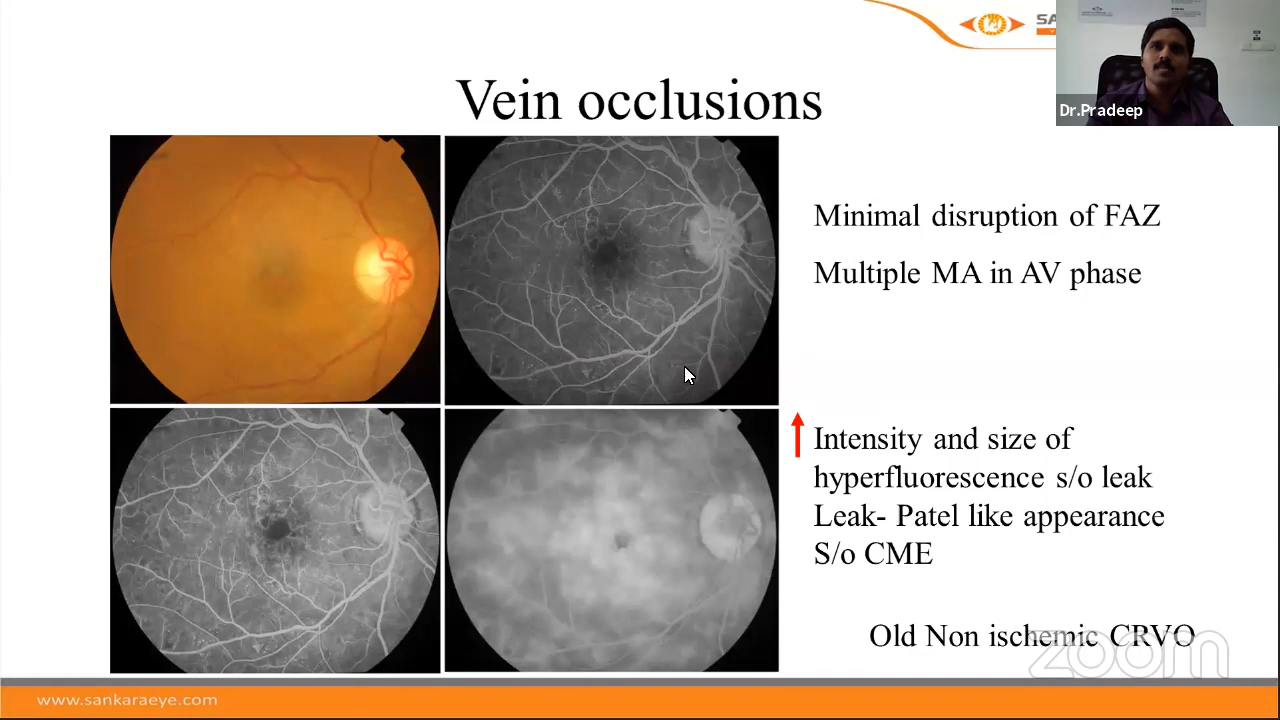 SA
Dr.Pradeep
Vein occlusions
Minimal disruption of FAZ
Multiple MA in AV phase
Intensity and size of
hyperfluorescence s/o leak
Leak- Patel like appearance
S/o CME
Old Non ischemic CRVO
zoom
www.sankaraeye.com